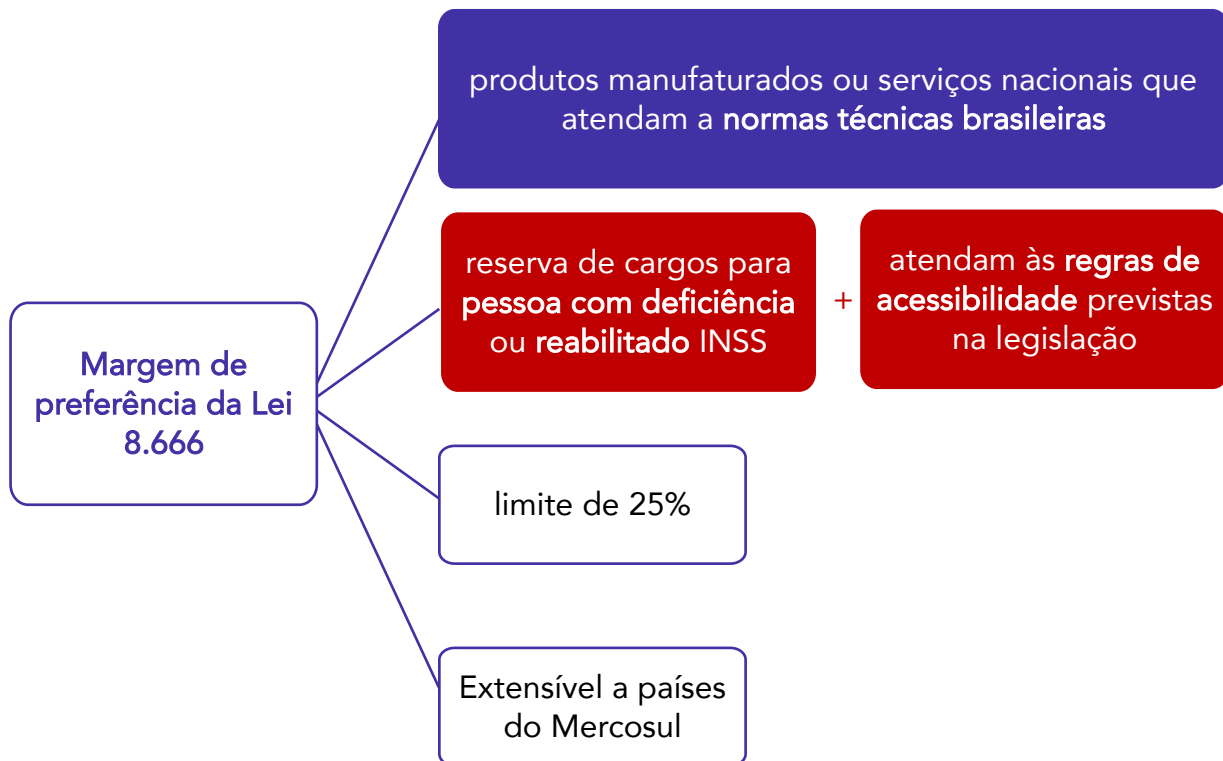 produtos manufaturados ou serviços nacionais que
atendam a normas técnicas brasileiras
reserva de cargos para
pessoa com deficiência
ou reabilitado INSS
+
atendam às regras de
acessibilidade previstas
na legislação
Margem de
preferência da Lei
8.666
limite de 25%
Extensível a países
do Mercosul